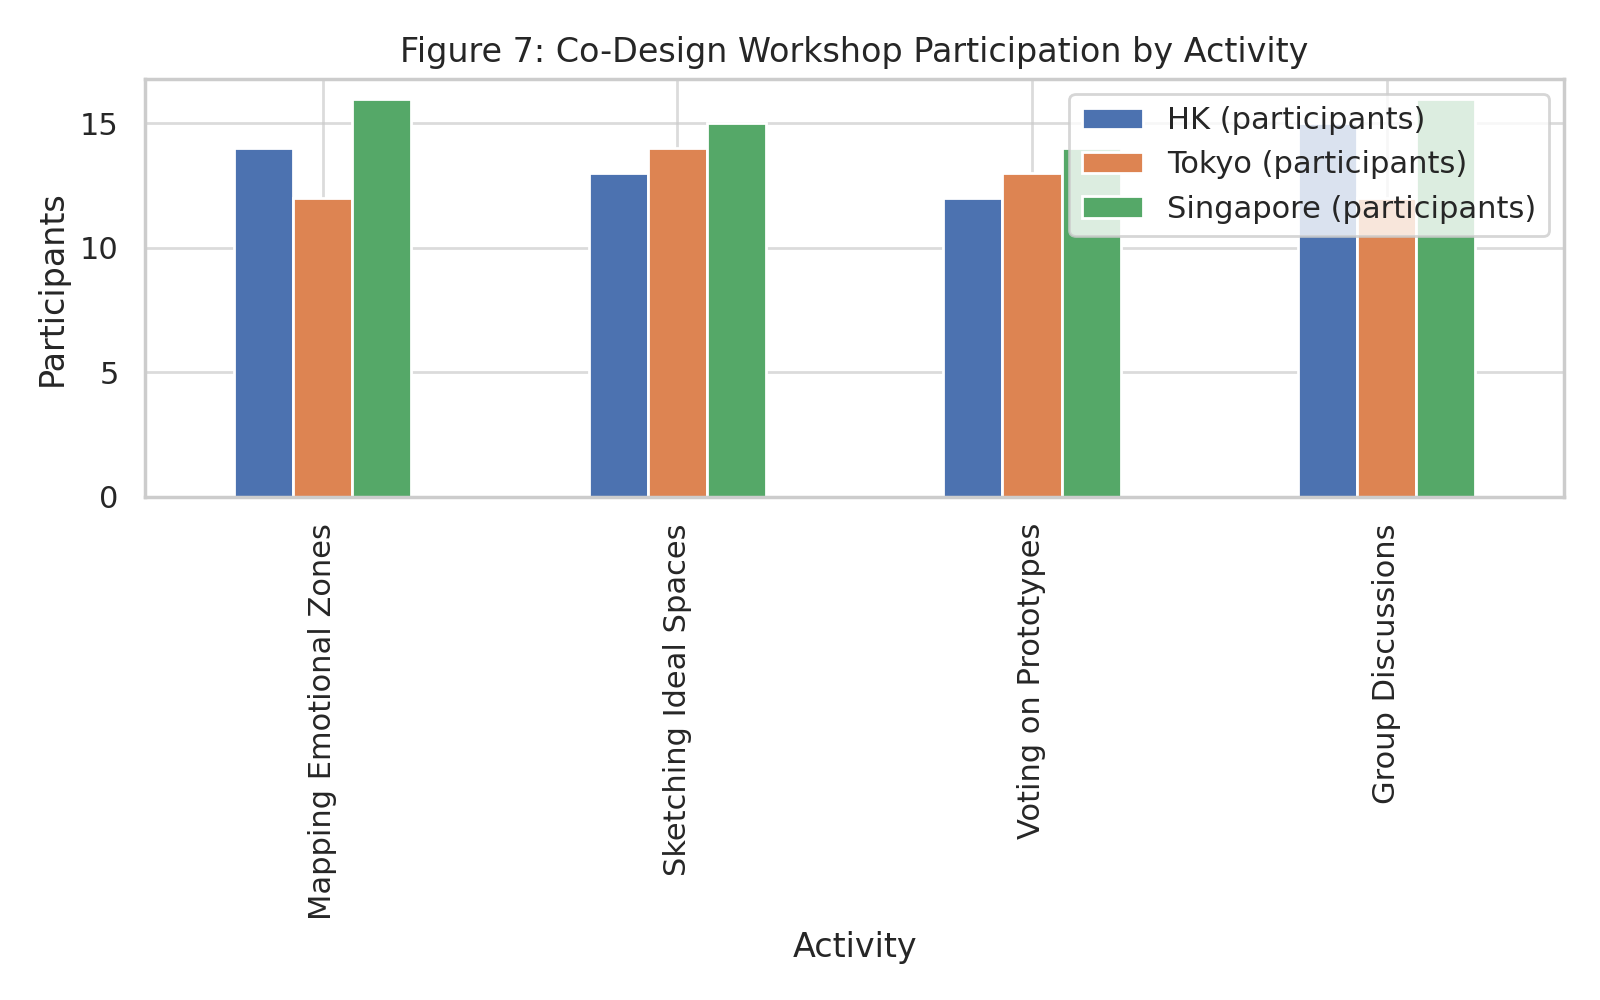 Figure 7: Co-Design Workshop Participation by Activity
HK (participants)
Tokyo (participants)
Singapore (participants)
Participants
15
10
5
0
Mapping Emotional Zones
Sketching Ideal Spaces
Voting on Prototypes
Group Discussions
Activity